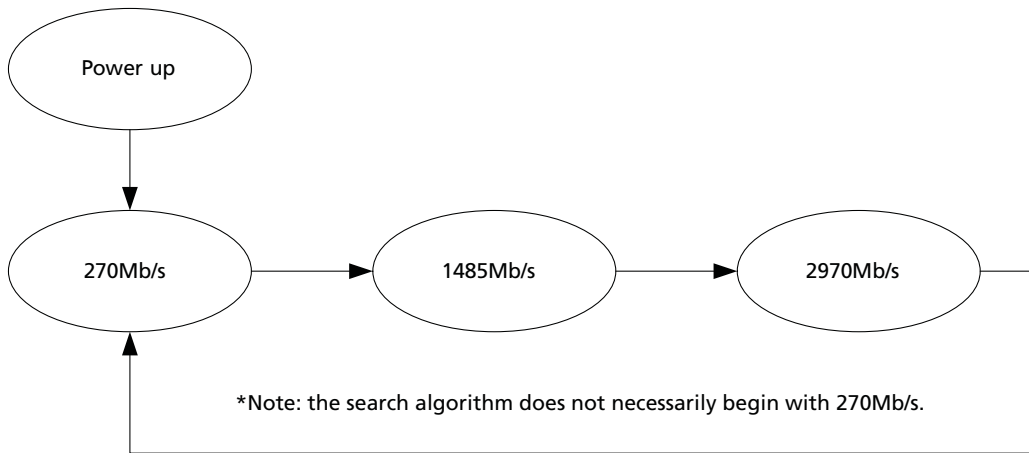 Power up
270Mb/s
1485Mb/s
2970Mb/s
*Note: the search algorithm does not necessarily begin with 270Mb/s.